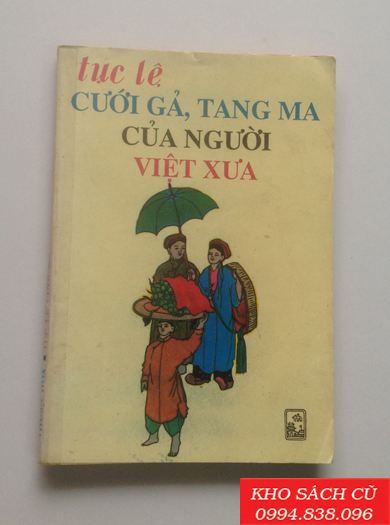 tục lệ
CƯỚI GẢ, TANG MA
CỦA NGƯỜI
VIỆT XƯA
KHO SÁCH CŨ
0994.838.096